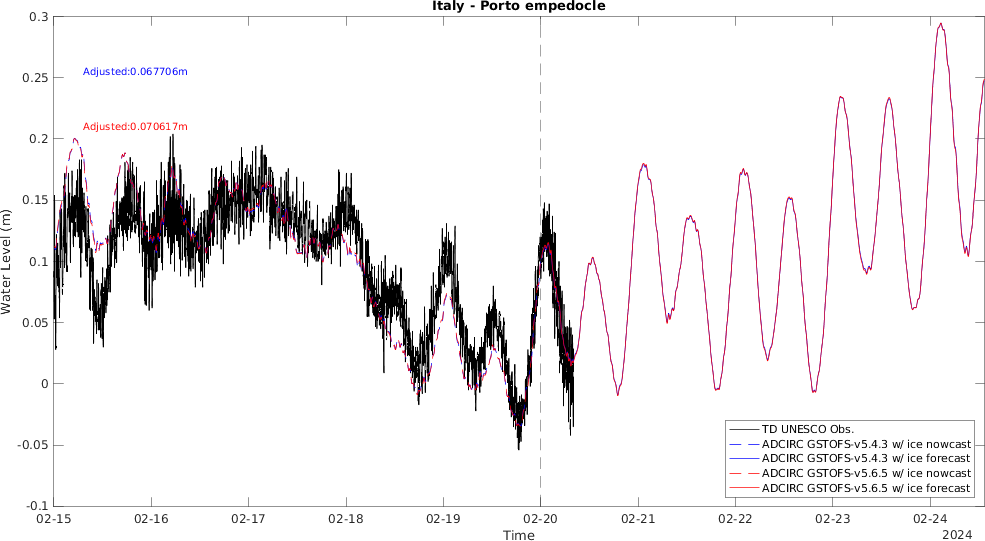 Italy - Porto empedocle
0.3
0.25
0.2
0.15
0.1
0.05
0
-0.05
-0.1
Water Level (m)
Adjusted:0.067706m
Adjusted:0.070617m
TD UNESCO Obs.
ADCIRC GSTOFS-v5.4.3 w/ ice nowcast
ADCIRC GSTOFS-v5.4.3 w/ ice forecast
ADCIRC GSTOFS-v5.6.5 w/ ice nowcast
ADCIRC GSTOFS-v5.6.5 w/ ice forecast
02-15 02-16 02-17 02-18 02-19 02-20 02-21 02-22 02-23 02-24
Time
2024